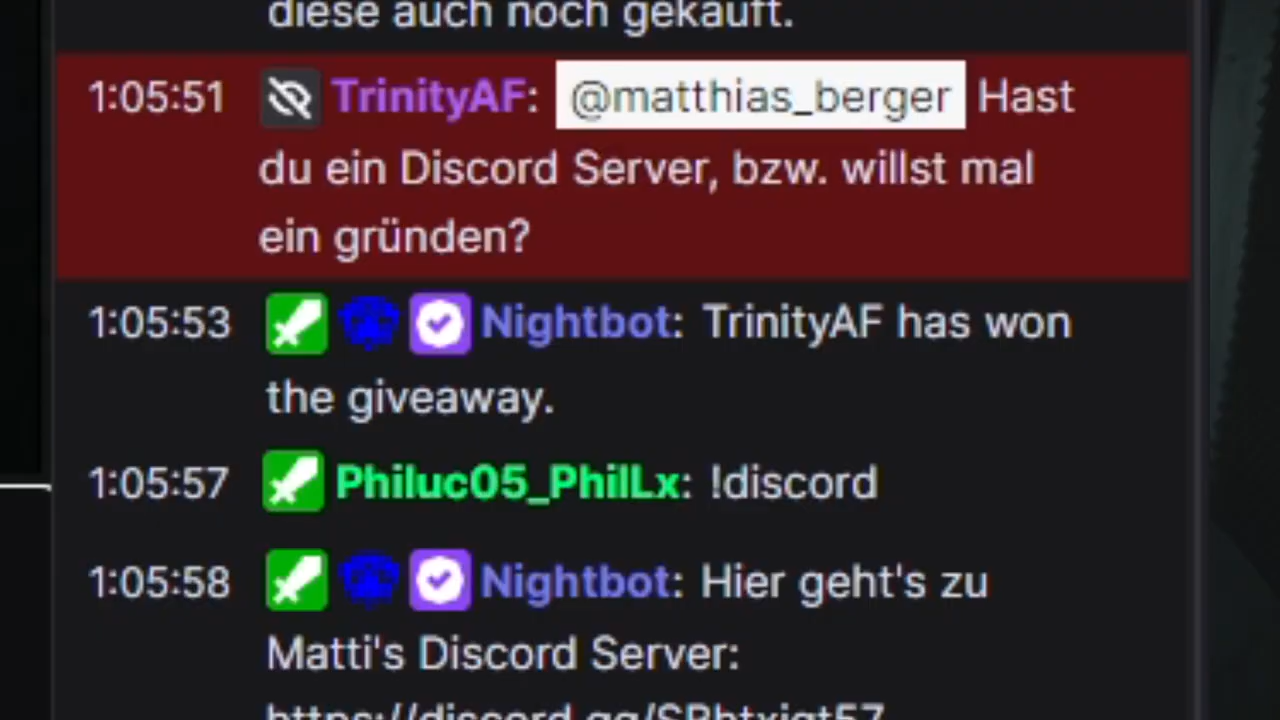 diese auch noch gekauft.
1:05:51 TrinityAF: @matthias_berger Hast
du ein Discord Server, bzw. willst mal
ein gründen?
1:05:53 Nightbot: TrinityAF has won
the giveaway.
1:05:57 Philuc05_PhilLx: !discord
1:05:58 Nightbot: Hier geht's zu
Matti's Discord Server: